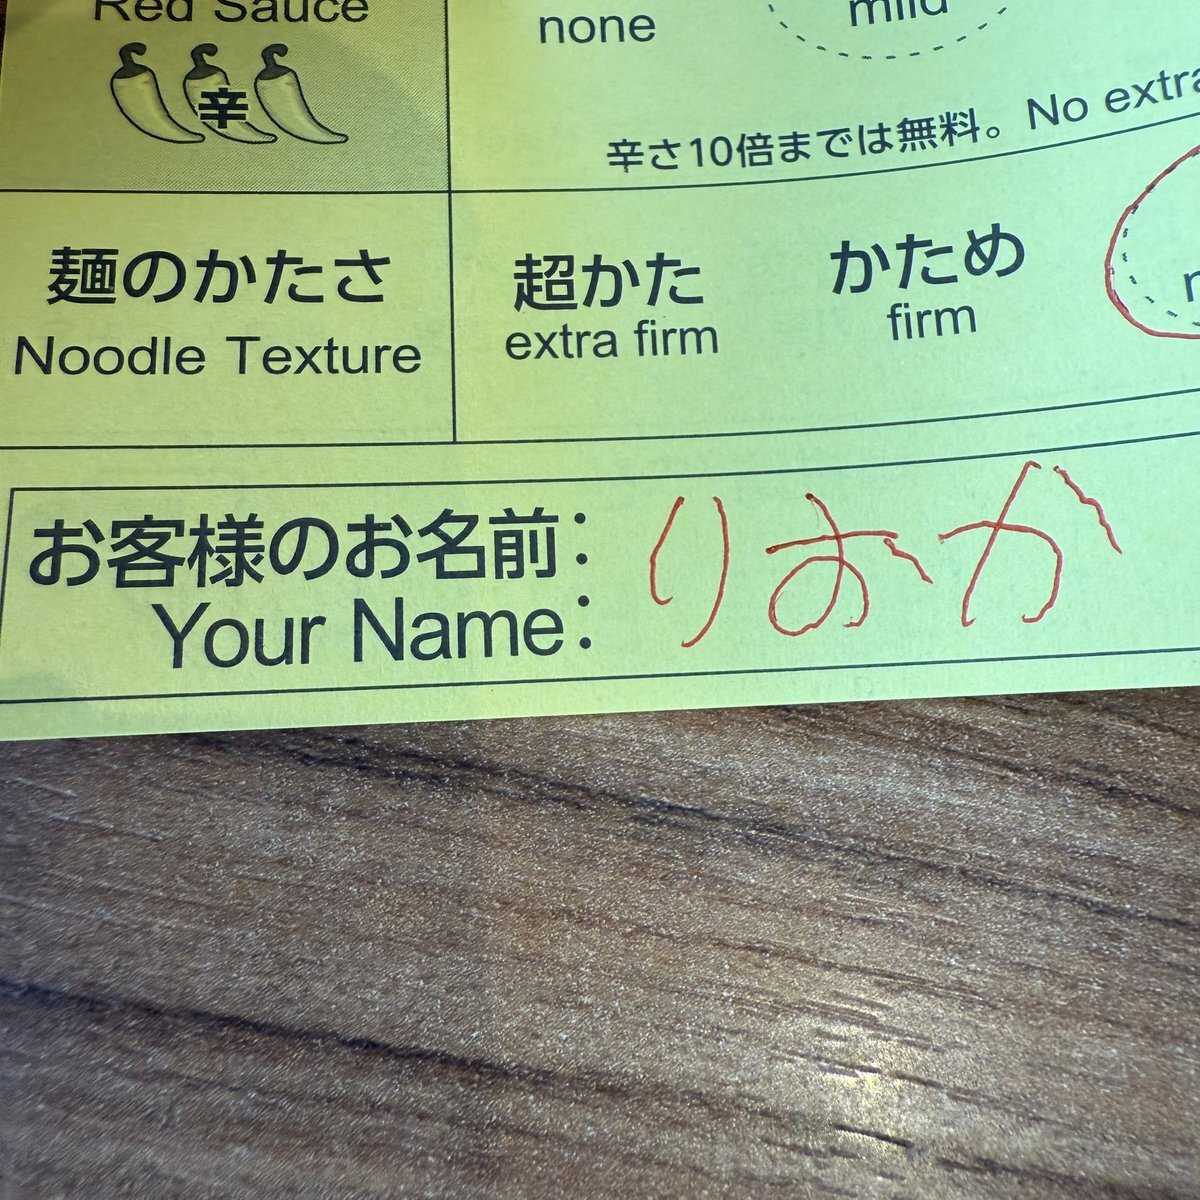 Red Sauce
辛
none
mild
辛さ10倍までは無料。No extra
麺のかたさ
Noodle Texture
超かた
extra firm
かため
firm
お客様のお名前:
Your Name:
りおか